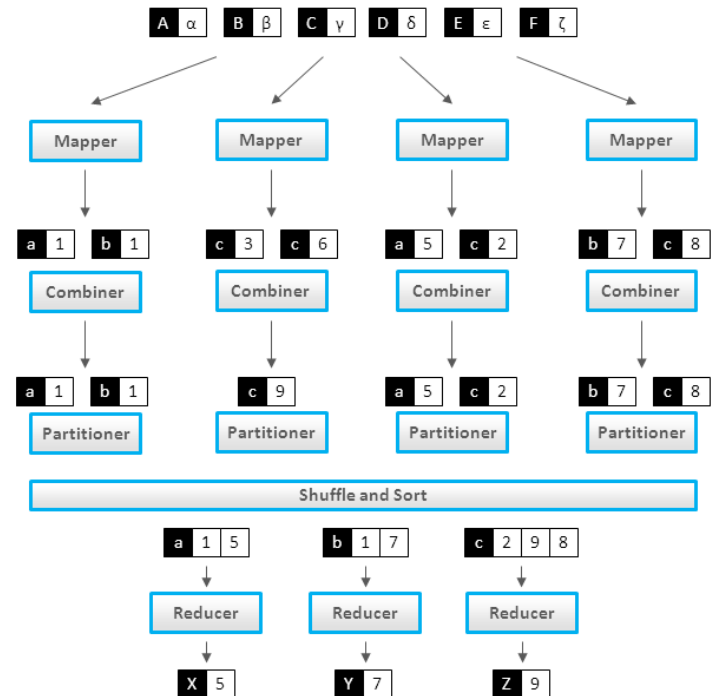 A α B β C γ D δ E ε F ζ
Mapper Mapper Mapper Mapper
a 1 b 1 c 3 c 6 a 5 c 2 b 7 c 8
Combiner Combiner Combiner Combiner
a 1 b 1 c 9 a 5 c 2 b 7 c 8
Partitioner Partitioner Partitioner Partitioner
Shuffle and Sort
a 1 5 b 1 7 c 2 9 8
Reducer Reducer Reducer
X 5 Y 7 Z 9